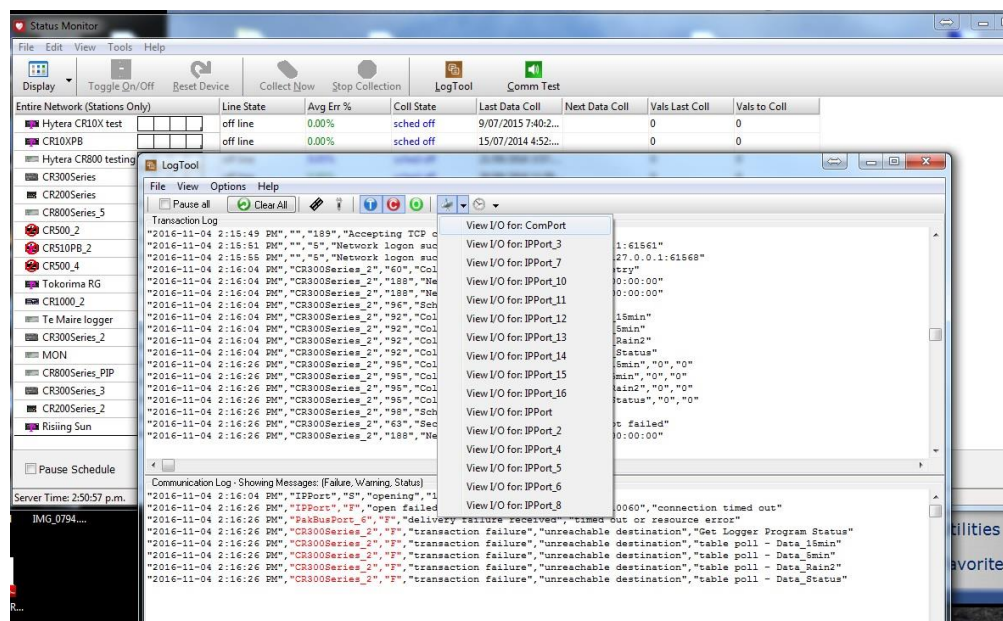 Status Monitor
File Edit View Tools Help
Display Toggle On/Off Reset Device Collect Now Stop Collection LogTool Comm Test
Entire Network (Stations Only) Line State Avg Err % Coll State Last Data Coll Next Data Coll Vals Last Coll Vals to Coll
Hytera CR10X test off line 0.00% sched off 9/07/2015 7:40:2... 0 0
CR10XPB off line 0.00% sched off 15/07/2014 4:52:... 0 0
Hytera CR800 testing
CR300Series
CR200Series
CR800Series_5
CR500_2
CR510PB_2
CR500_4
Tokorima RG
CR1000_2
Te Maire logger
CR300Series_2
MON
CR800Series_PIP
CR300Series_3
CR200Series_2
Risiing Sun
Pause Schedule
Server Time: 2:50:57 p.m.
IMG_0794....
R...
LogTool
File View Options Help
Pause all Clear All
Transaction Log
"2016-11-04 2:15:49 PM","","189","Accepting TCP c
"2016-11-04 2:15:51 PM","","5","Network logon suc 1:61561"
"2016-11-04 2:15:55 PM","","5","Network logon suc 27.0.0.1:61568"
"2016-11-04 2:16:04 PM","CR300Series_2","60","Col try"
"2016-11-04 2:16:04 PM","CR300Series_2","188","Ne 00:00:00"
"2016-11-04 2:16:04 PM","CR300Series_2","188","Ne 00:00:00"
"2016-11-04 2:16:04 PM","CR300Series_2","96","Sch
"2016-11-04 2:16:04 PM","CR300Series_2","92","Col 15min"
"2016-11-04 2:16:04 PM","CR300Series_2","92","Col 5min"
"2016-11-04 2:16:04 PM","CR300Series_2","92","Col Rain2"
"2016-11-04 2:16:04 PM","CR300Series_2","92","Col Status"
"2016-11-04 2:16:26 PM","CR300Series_2","95","Col 5min","0","0"
"2016-11-04 2:16:26 PM","CR300Series_2","95","Col min","0","0"
"2016-11-04 2:16:26 PM","CR300Series_2","95","Col ain2","0","0"
"2016-11-04 2:16:26 PM","CR300Series_2","95","Col tatus","0","0"
"2016-11-04 2:16:26 PM","CR300Series_2","98","Sch
"2016-11-04 2:16:26 PM","CR300Series_2","63","Sec t failed"
"2016-11-04 2:16:26 PM","CR300Series_2","188","Ne 0:00:00"
View I/O for: ComPort
View I/O for: IPPort_3
View I/O for: IPPort_7
View I/O for: IPPort_10
View I/O for: IPPort_11
View I/O for: IPPort_12
View I/O for: IPPort_13
View I/O for: IPPort_14
View I/O for: IPPort_15
View I/O for: IPPort_16
View I/O for: IPPort
View I/O for: IPPort_2
View I/O for: IPPort_4
View I/O for: IPPort_5
View I/O for: IPPort_6
View I/O for: IPPort_8
Communication Log - Showing Messages: (Failure, Warning, Status)
"2016-11-04 2:16:04 PM","IPPort","S","opening","1
"2016-11-04 2:16:26 PM","IPPort","F","open failed 0060","connection timed out"
"2016-11-04 2:16:26 PM","PakBusPort_6","F","delivery failure received","timed out or resource error"
"2016-11-04 2:16:26 PM","CR300Series_2","F","transaction failure","unreachable destination","Get Logger Program Status"
"2016-11-04 2:16:26 PM","CR300Series_2","F","transaction failure","unreachable destination","table poll - Data_15min"
"2016-11-04 2:16:26 PM","CR300Series_2","F","transaction failure","unreachable destination","table poll - Data_5min"
"2016-11-04 2:16:26 PM","CR300Series_2","F","transaction failure","unreachable destination","table poll - Data_Rain2"
"2016-11-04 2:16:26 PM","CR300Series_2","F","transaction failure","unreachable destination","table poll - Data_Status"
tilities
avorite